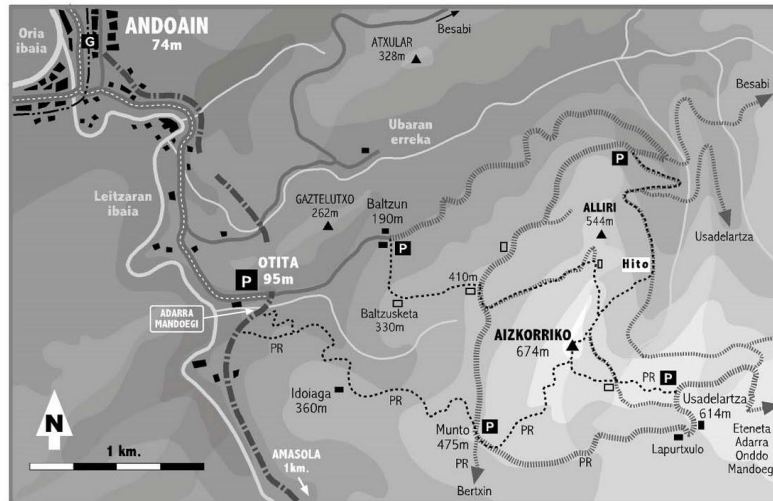 Oria
ibaia
G
ANDOAIN
74m
ATXULAR
328m
Besabi
Besabi
Ubaran
erreka
Leitzaran
ibaia
GAZTELUTXO
262m
Baltzun
190m
P
P
ALLIRI
544m
Usadelartza
OTITA
95m
P
Hito
410m
ADARRA
MANDOEGI
Baltzusketa
330m
AIZKORRIKO
674m
PR
PR
P
Idoiaga
360m
PR
PR
Usadelartza
614m
N
Munto
475m
P
1 km.
AMASOLA
1km.
PR
PR
Lapurtxulo
Eteneta
Adarra
Onddo
Mandoegi
Bertxin